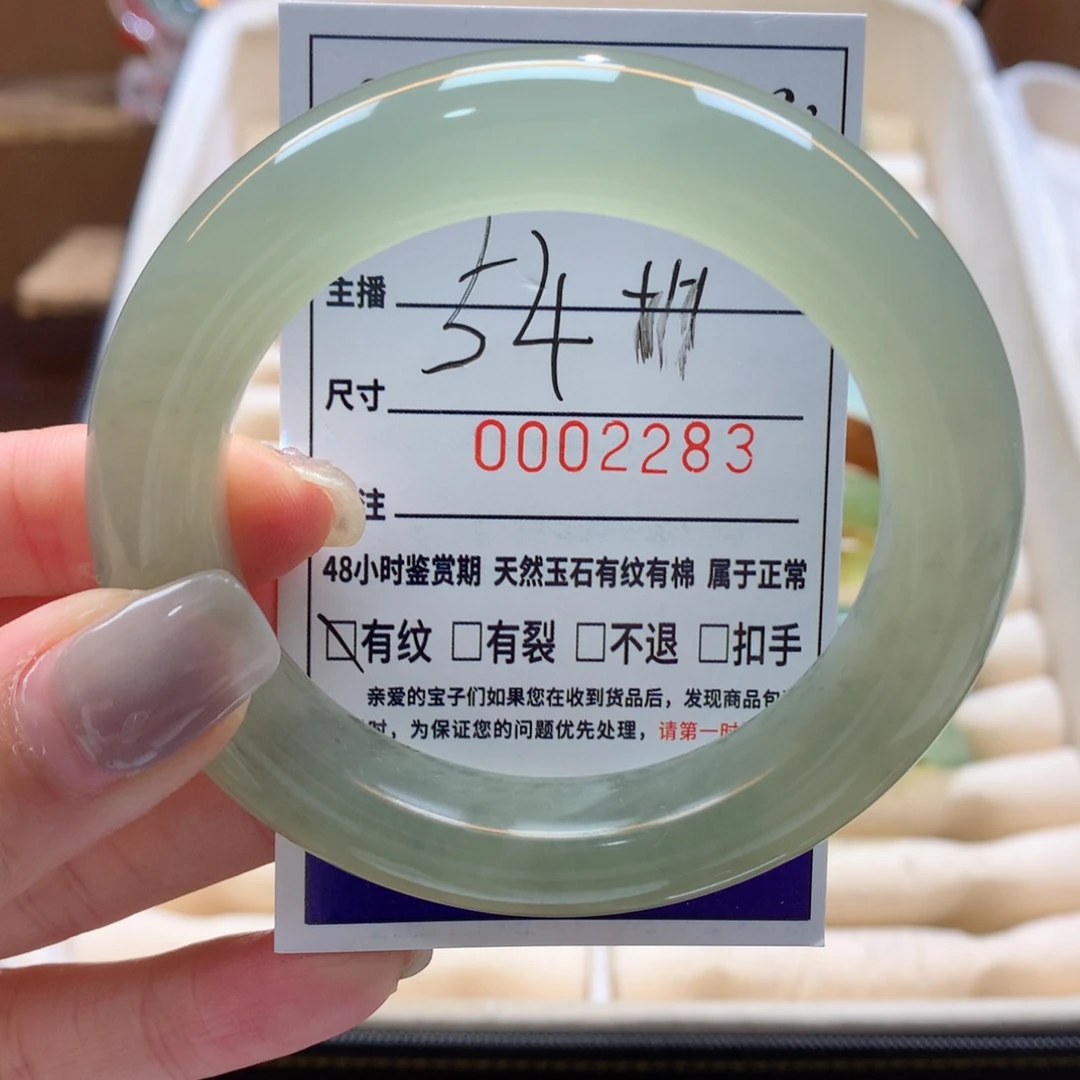 主播 54
尺寸
0002283
注
48小时鉴赏期 天然玉石有纹有棉 属于正常
有纹 □有裂 □不退 □扣手
亲爱的宝子们如果您在收到货品后，发现商品包
时，为保证您的问题优先处理，请第一时